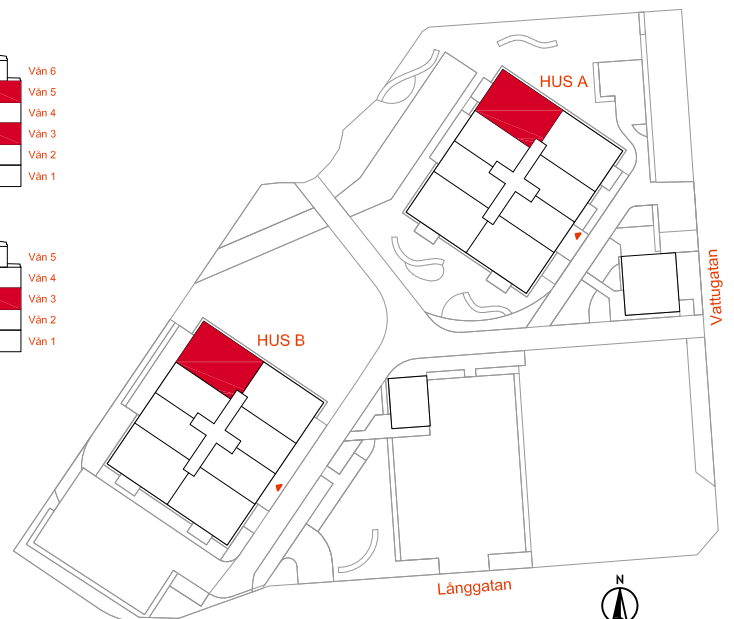 Vån 6
Vån 5
Vån 4
Vån 3
Vån 2
Vån 1
HUS A
Vån 5
Vån 4
Vån 3
Vån 2
Vån 1
HUS B
Vattugatan
Långgatan
N